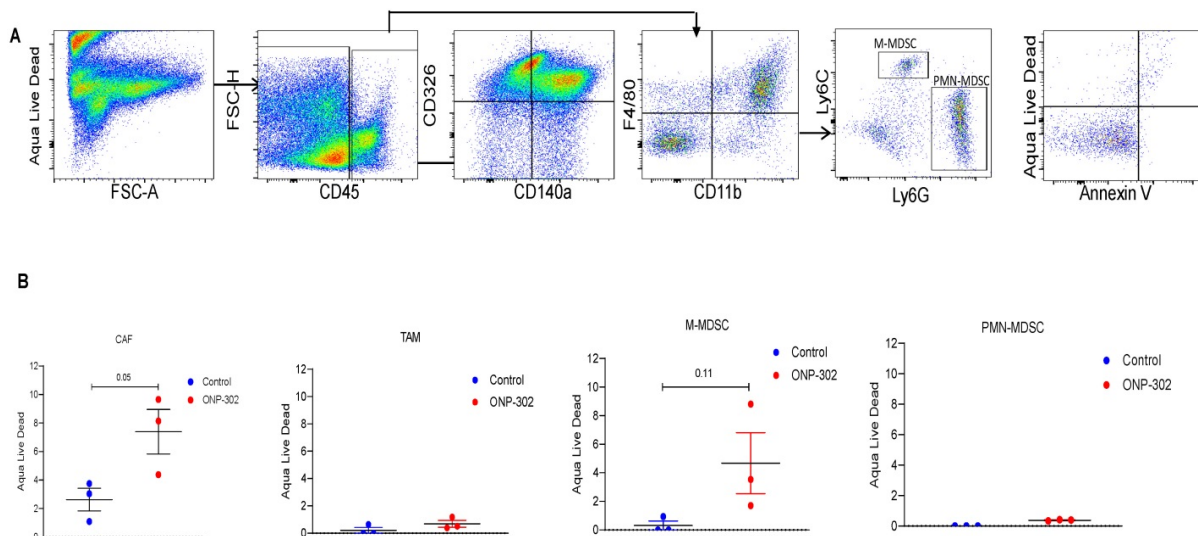 A
Aqua Live Dead
FSC-A
FSC-H
CD45
CD326
CD140a
F4/80
CD11b
Ly6C
M-MDSC
PMN-MDSC
Ly6G
Aqua Live Dead
Annexin V
B
CAF
Aqua Live Dead
12
10
8
6
4
2
0
0.05
Control
ONP-302
TAM
Aqua Live Dead
12
10
8
6
4
2
0
Control
ONP-302
M-MDSC
Aqua Live Dead
12
10
8
6
4
2
0
0.11
Control
ONP-302
PMN-MDSC
Aqua Live Dead
12
10
8
6
4
2
0
Control
ONP-302